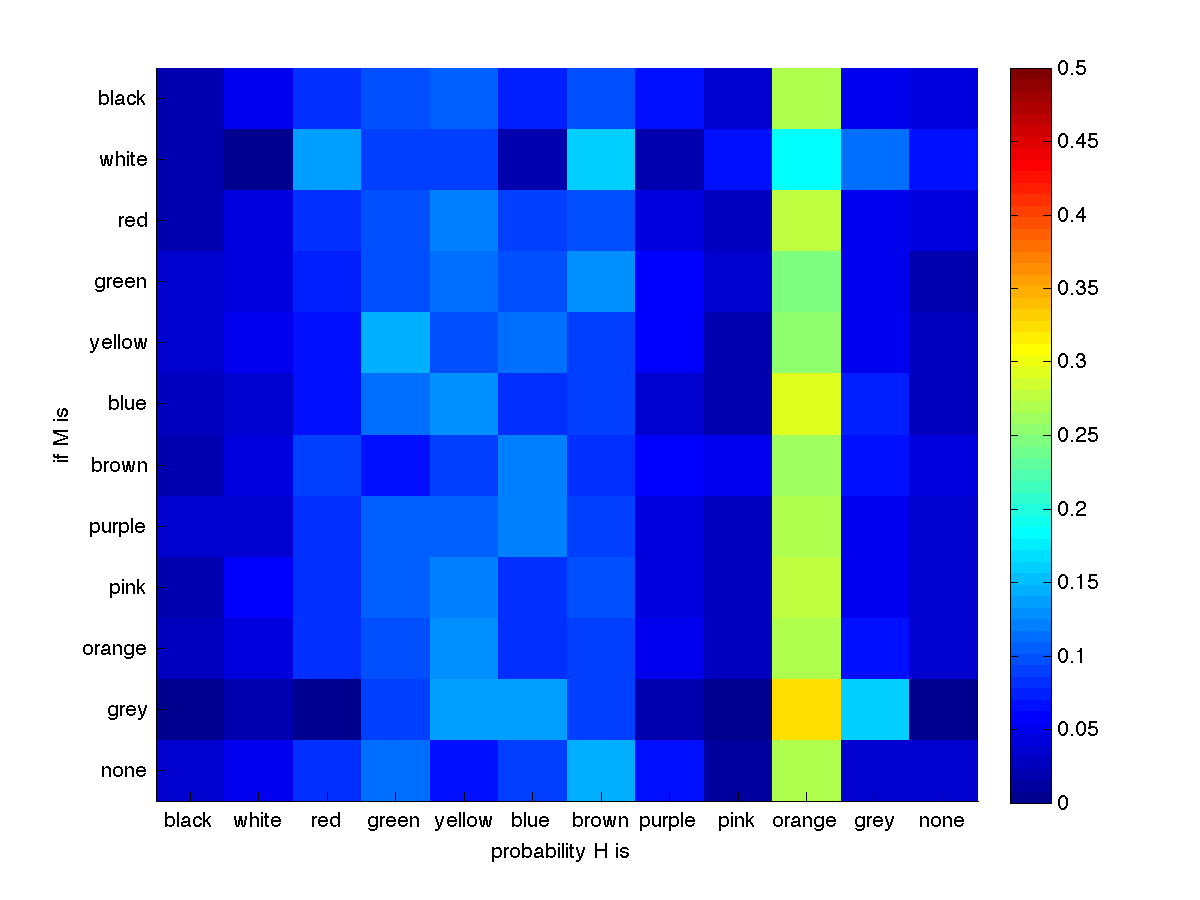 black
white
red
green
yellow
blue
brown
purple
pink
orange
grey
none
if M is
black white red green yellow blue brown purple pink orange grey none
probability H is
0.5
0.45
0.4
0.35
0.3
0.25
0.2
0.15
0.1
0.05
0